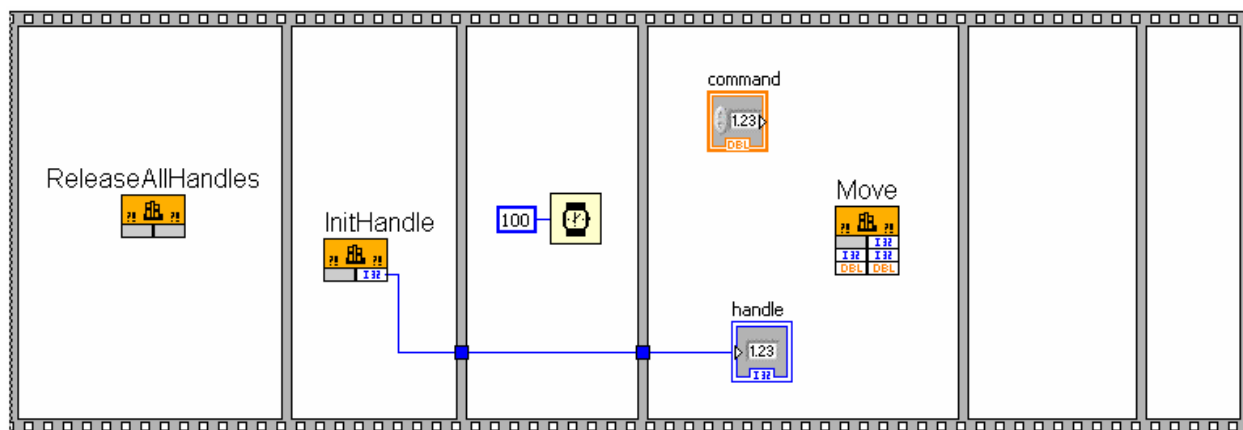 command
1.23
DBL
ReleaseAllHandles
?! ?!
Move
?! ?!
I32
I32 I32
DBL DBL
InitHandle
?! ?!
I32
100
handle
1.23
I32